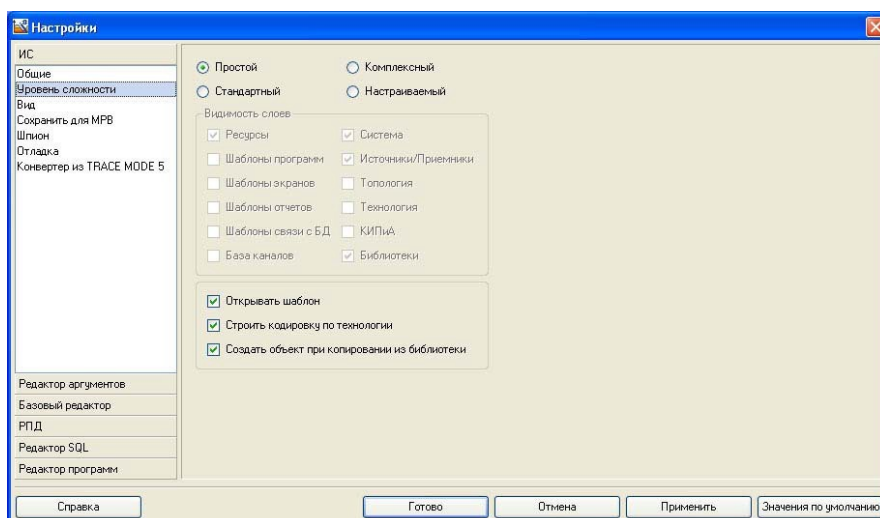 Настройки
ИС
Общие
Уровень сложности
Вид
Сохранить для МРВ
Шпион
Отладка
Конвертер из TRACE MODE 5
Редактор аргументов
Базовый редактор
РПД
Редактор SQL
Редактор программ
Простой
Комплексный
Стандартный
Настраиваемый
Видимость слоев
Ресурсы
Система
Шаблоны программ
Источники/Приемники
Шаблоны экранов
Топология
Шаблоны отчетов
Технология
Шаблоны связи с БД
КИПиА
База каналов
Библиотеки
Открывать шаблон
Строить кодировку по технологии
Создать объект при копировании из библиотеки
Справка
Готово
Отмена
Применить
Значения по умолчанию